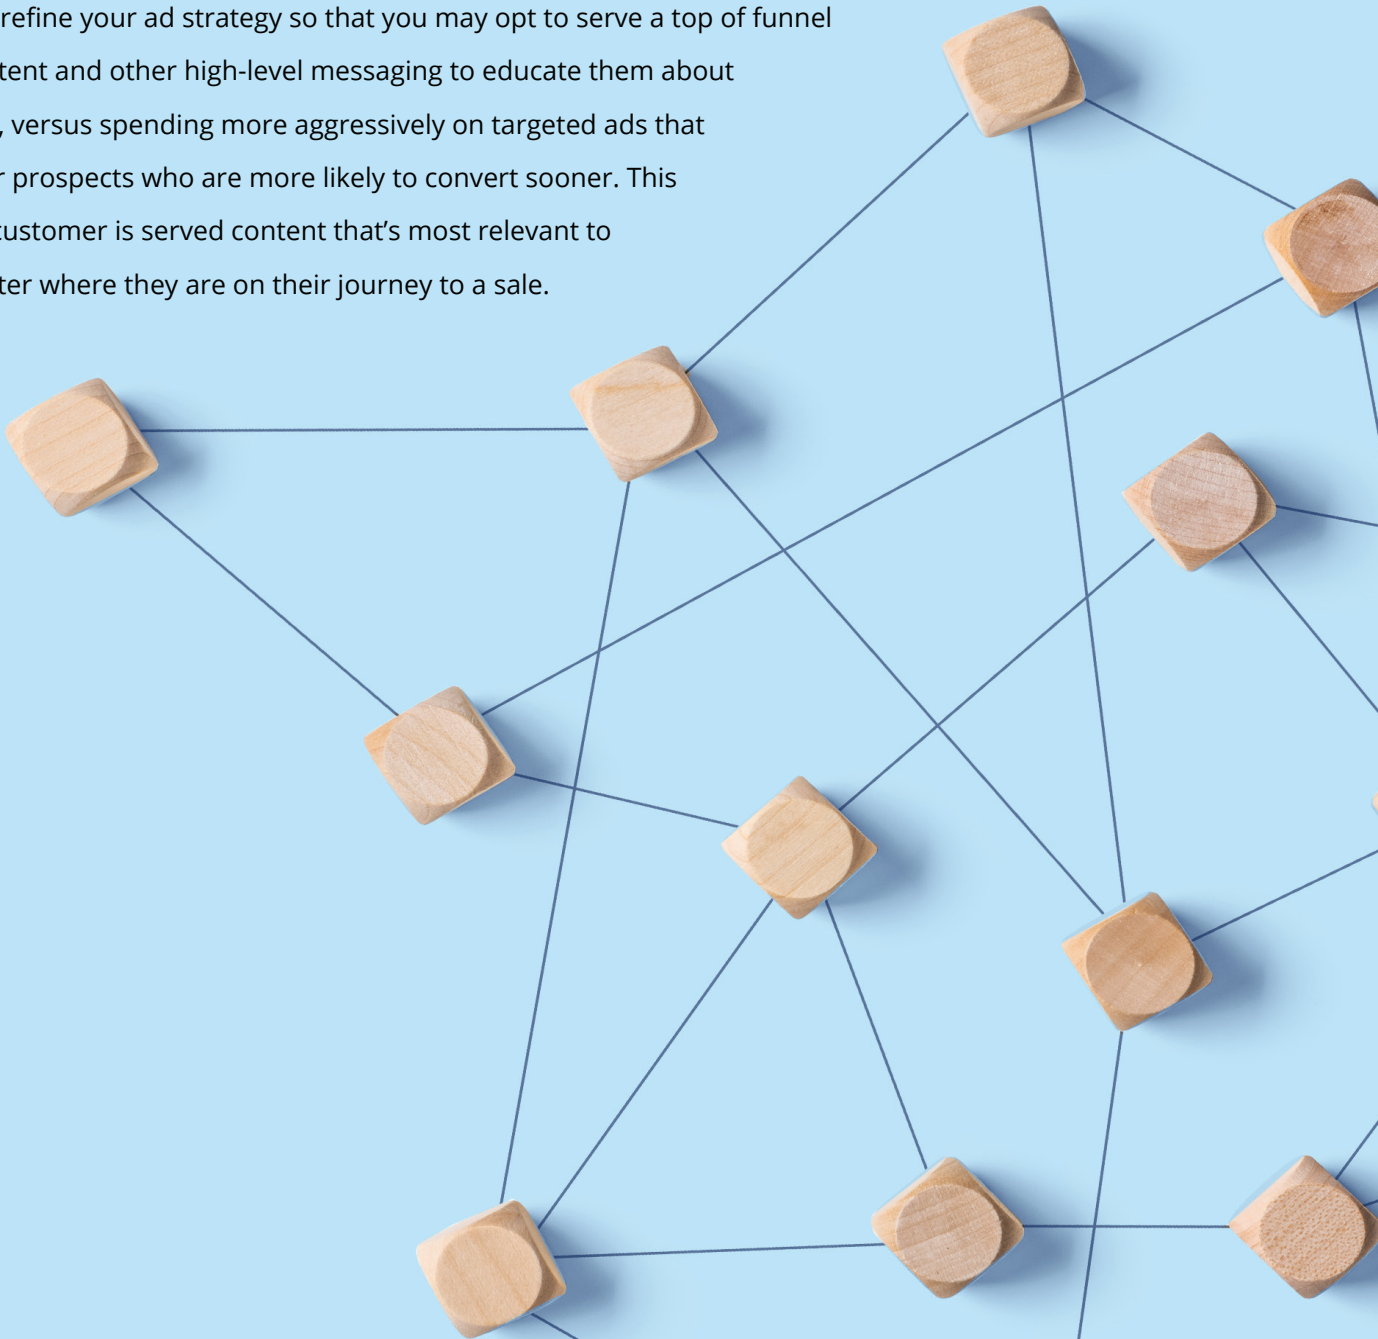 refine your ad strategy so that you may opt to serve a top of funnel
tent and other high-level messaging to educate them about
, versus spending more aggressively on targeted ads that
r prospects who are more likely to convert sooner. This
customer is served content that’s most relevant to
ter where they are on their journey to a sale.